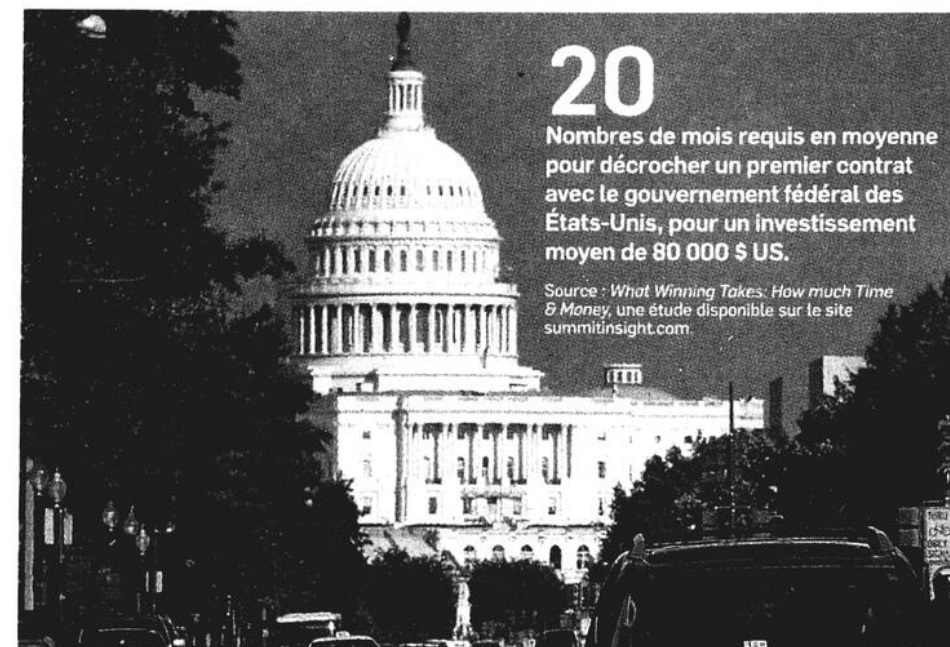 20
Nombres de mois requis en moyenne
pour décrocher un premier contrat
avec le gouvernement fédéral des
États-Unis, pour un investissement
moyen de 80 000 $ US.
Source : What Winning Takes: How much Time
& Money, une étude disponible sur le site
summitinsight.com.